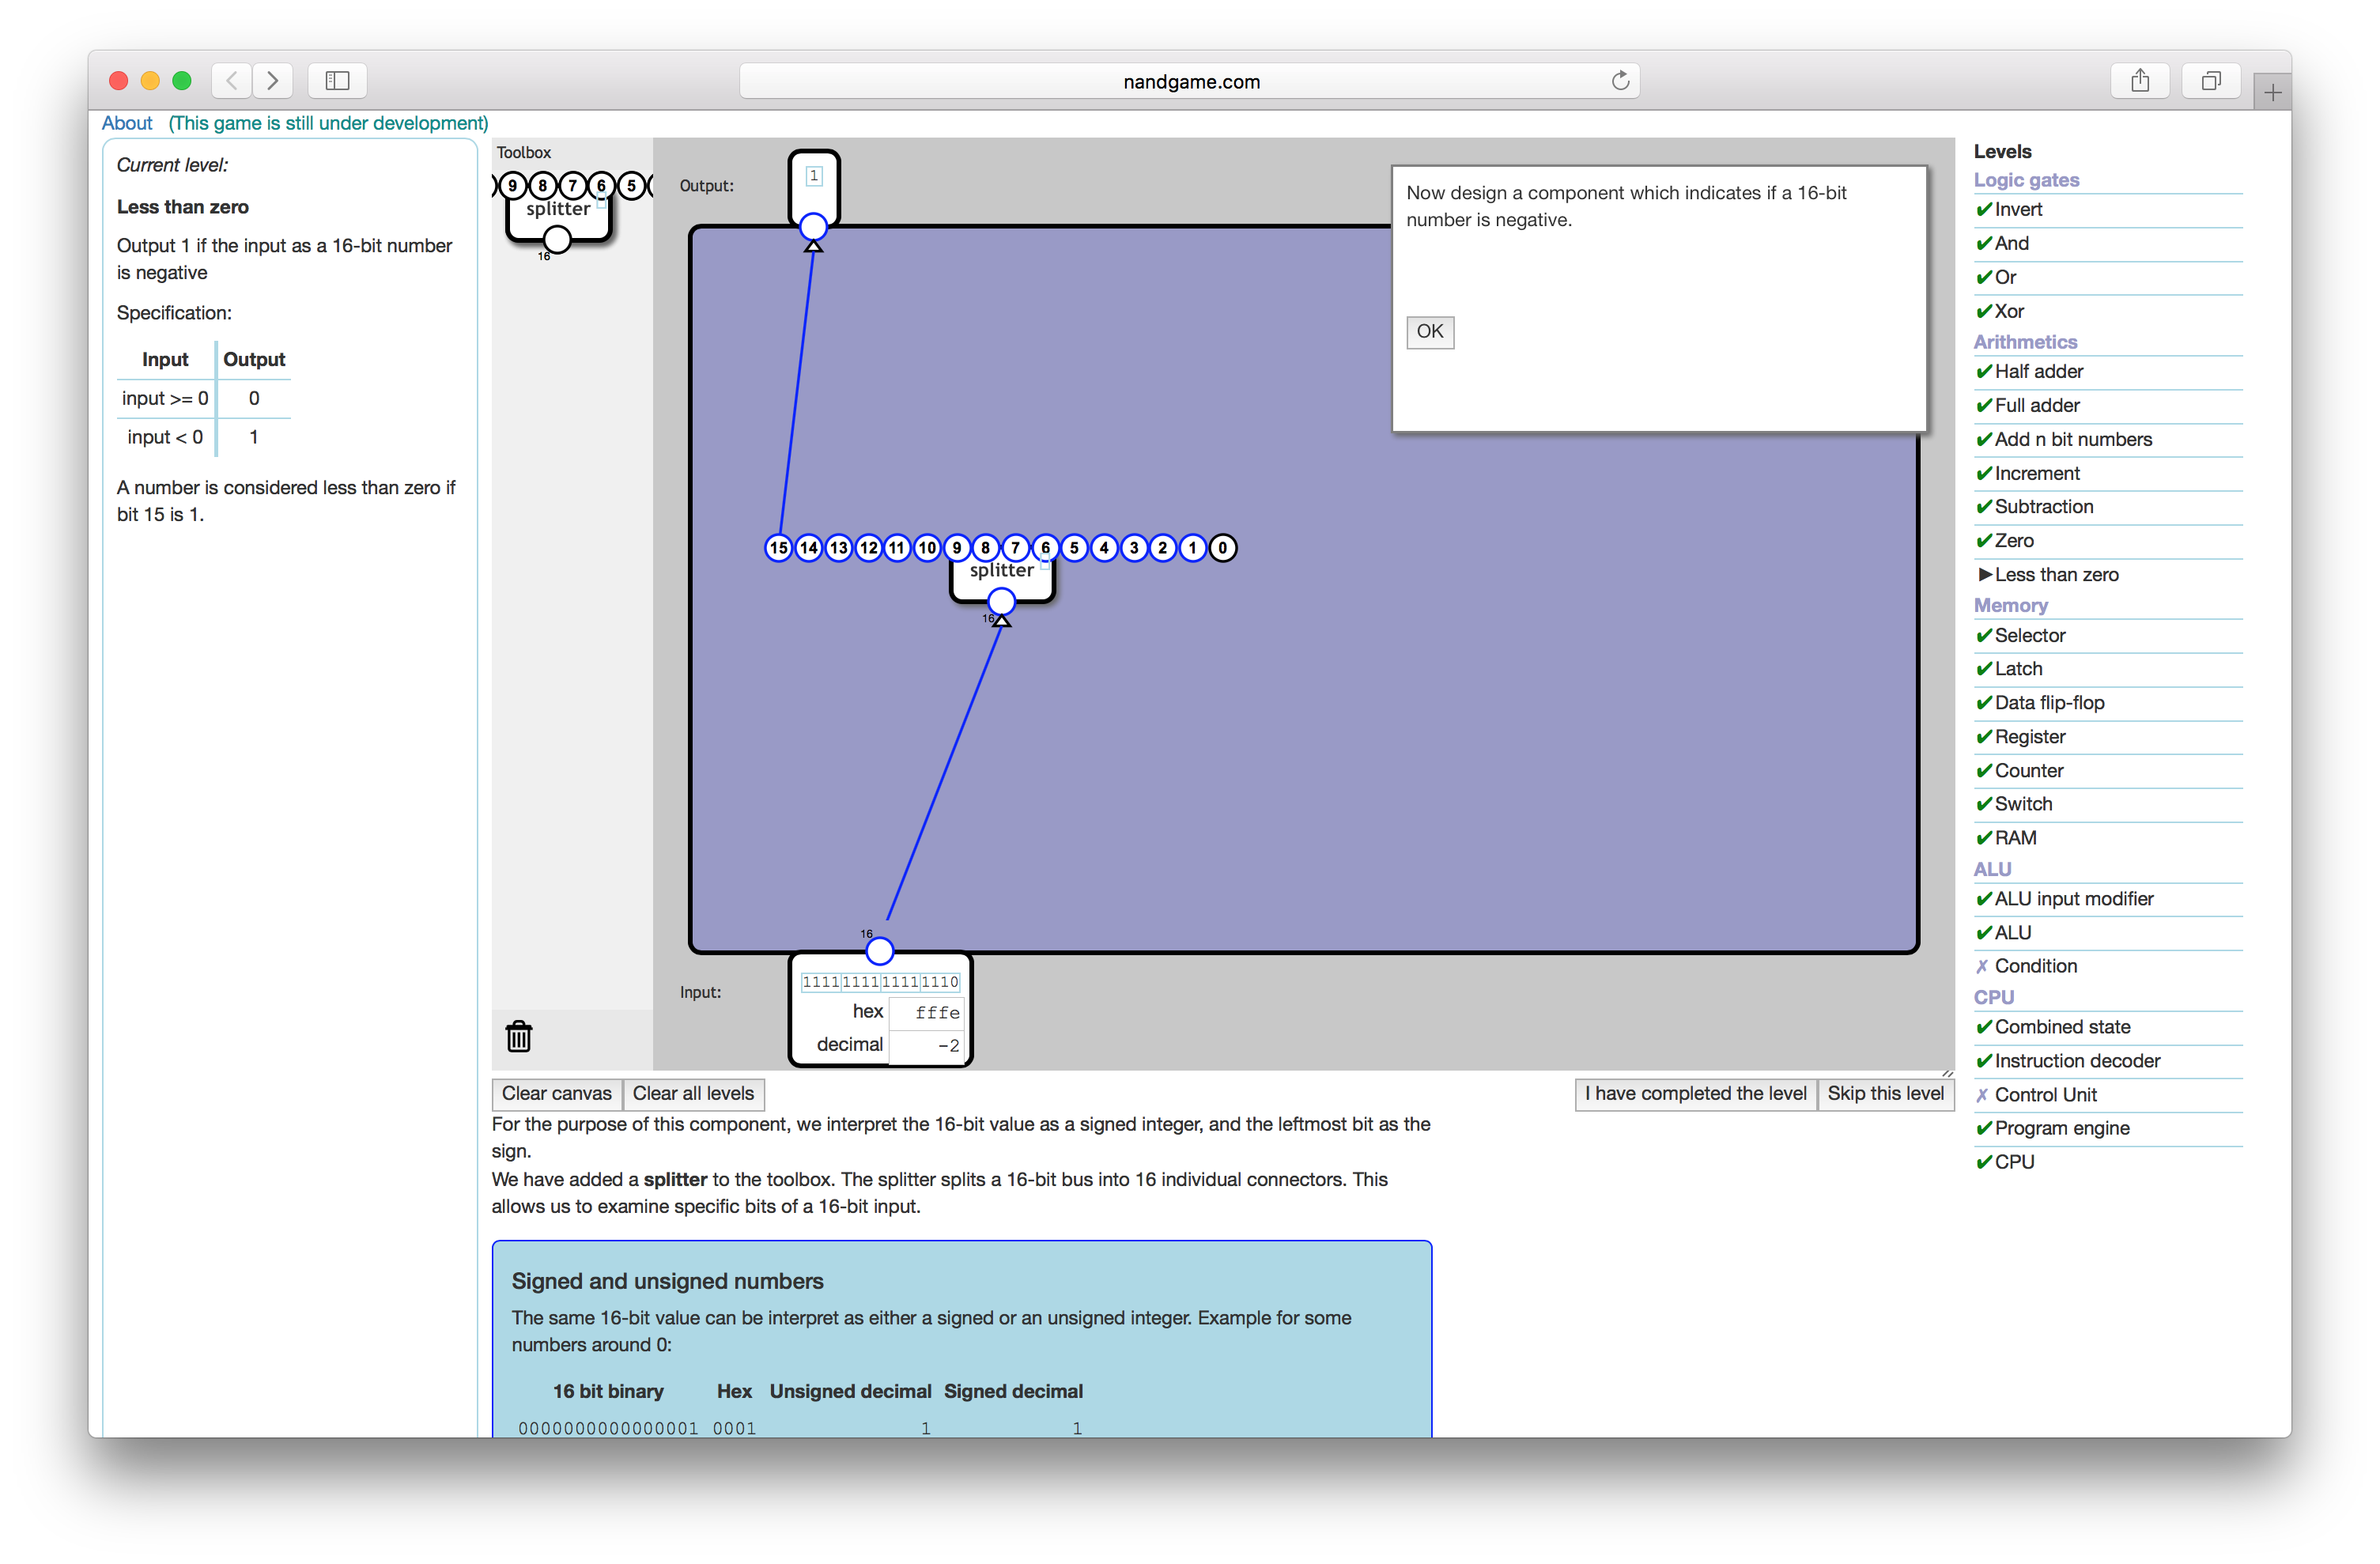 nandgame.com
About (This game is still under development)
Current level:
Less than zero
Output 1 if the input as a 16-bit number
is negative
Specification:
Input Output
input >= 0 0
input < 0 1
A number is considered less than zero if
bit 15 is 1.
Toolbox
9 8 7 6 5
splitter
16
Output:
1
Now design a component which indicates if a 16-bit
number is negative.
OK
15 14 13 12 11 10 9 8 7 6 5 4 3 2 1 0
splitter
16
16
Input:
1111111111111110
hex fffe
decimal -2
Clear canvas Clear all levels
I have completed the level Skip this level
For the purpose of this component, we interpret the 16-bit value as a signed integer, and the leftmost bit as the
sign.
We have added a splitter to the toolbox. The splitter splits a 16-bit bus into 16 individual connectors. This
allows us to examine specific bits of a 16-bit input.
Signed and unsigned numbers
The same 16-bit value can be interpret as either a signed or an unsigned integer. Example for some
numbers around 0:
16 bit binary Hex Unsigned decimal Signed decimal
0000000000000001 0001 1 1
Levels
Logic gates
✔Invert
✔And
✔Or
✔Xor
Arithmetics
✔Half adder
✔Full adder
✔Add n bit numbers
✔Increment
✔Subtraction
✔Zero
▶Less than zero
Memory
✔Selector
✔Latch
✔Data flip-flop
✔Register
✔Counter
✔Switch
✔RAM
ALU
✔ALU input modifier
✔ALU
✗ Condition
CPU
✔Combined state
✔Instruction decoder
✗ Control Unit
✔Program engine
✔CPU